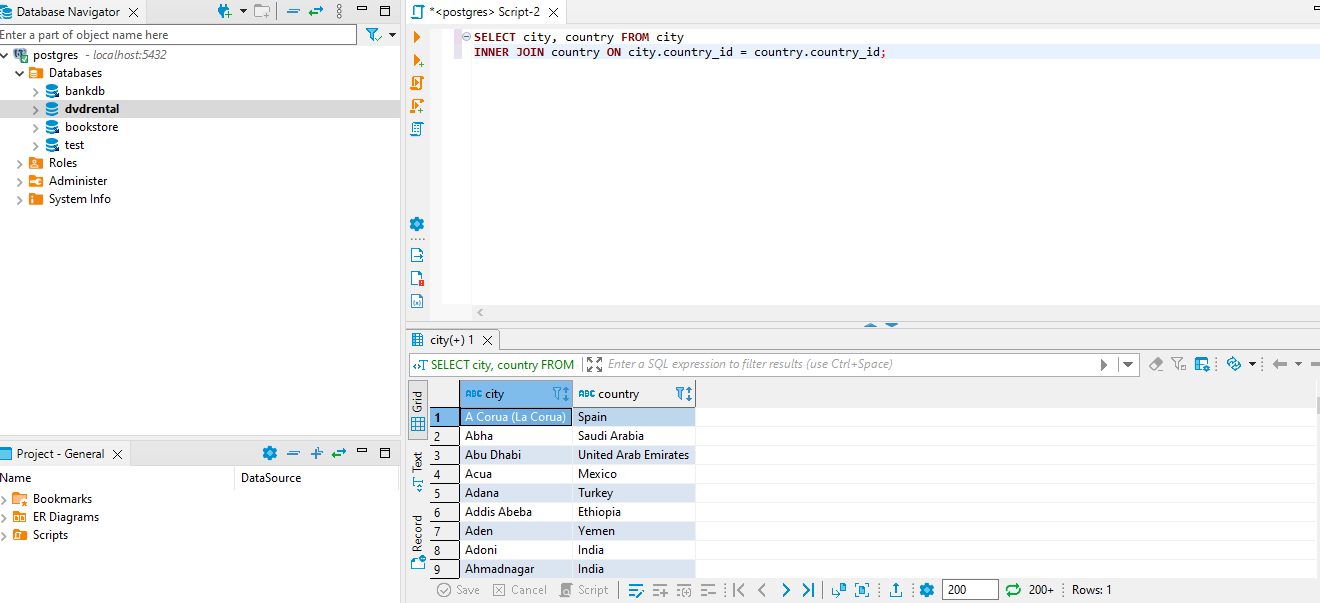 Database Navigator
*<postgres> Script-2
Enter a part of object name here
postgres - localhost:5432
Databases
bankdb
dvdrental
bookstore
test
Roles
Administer
System Info
SELECT city, country FROM city
INNER JOIN country ON city.country_id = country.country_id;
Project - General
Name DataSource
Bookmarks
ER Diagrams
Scripts
city(+) 1
SELECT city, country FROM
Enter a SQL expression to filter results (use Ctrl+Space)
Grid
Text
Record
ABC city ABC country
1 A Corua (La Corua) Spain
2 Abha Saudi Arabia
3 Abu Dhabi United Arab Emirates
4 Acua Mexico
5 Adana Turkey
6 Addis Abeba Ethiopia
7 Aden Yemen
8 Adoni India
9 Ahmadnagar India
Save Cancel Script 200 200+ Rows: 1